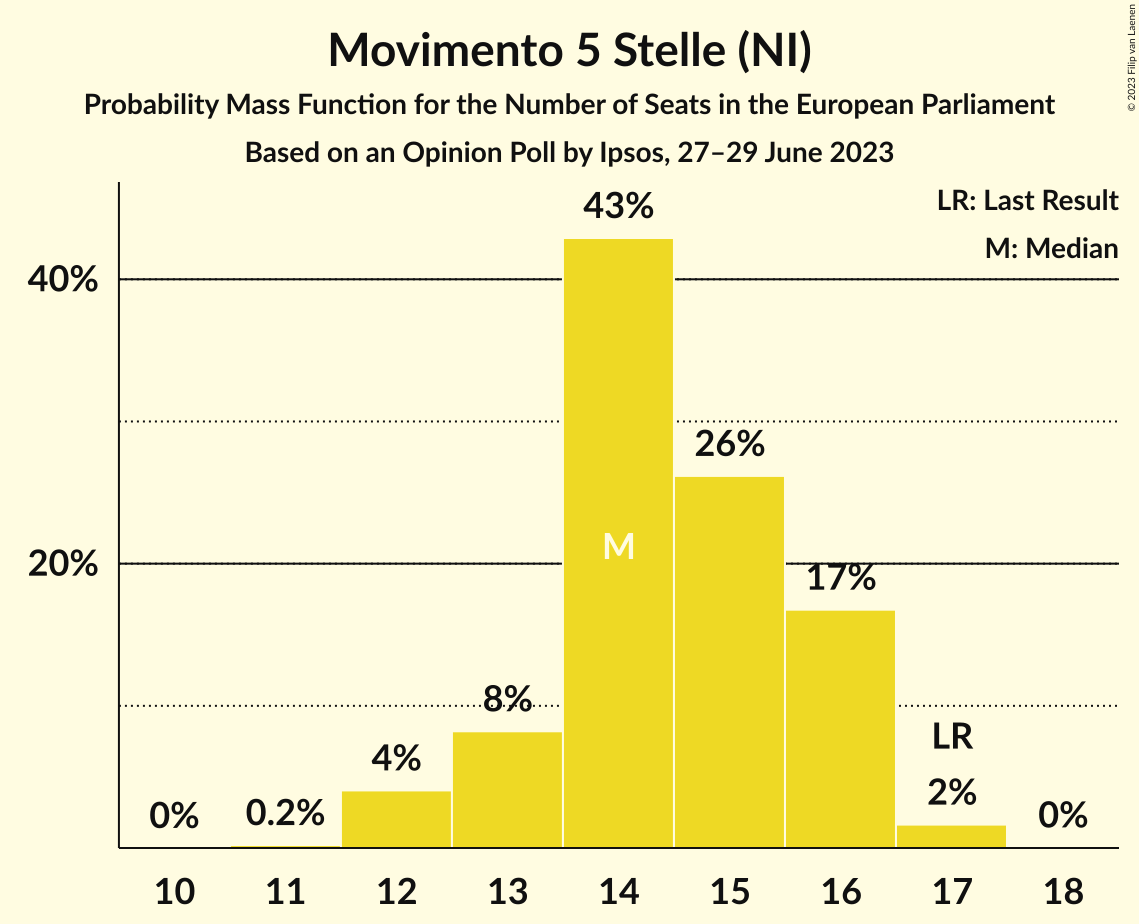 Movimento 5 Stelle (NI)
Probability Mass Function for the Number of Seats in the European Parliament
Based on an Opinion Poll by Ipsos, 27–29 June 2023
© 2023 Filip van Laenen
LR: Last Result
M: Median
43%
40%
26%
M
20%
17%
8%
LR
4%
2%
0%
0.2%
0%
10 11 12 13 14 15 16 17 18